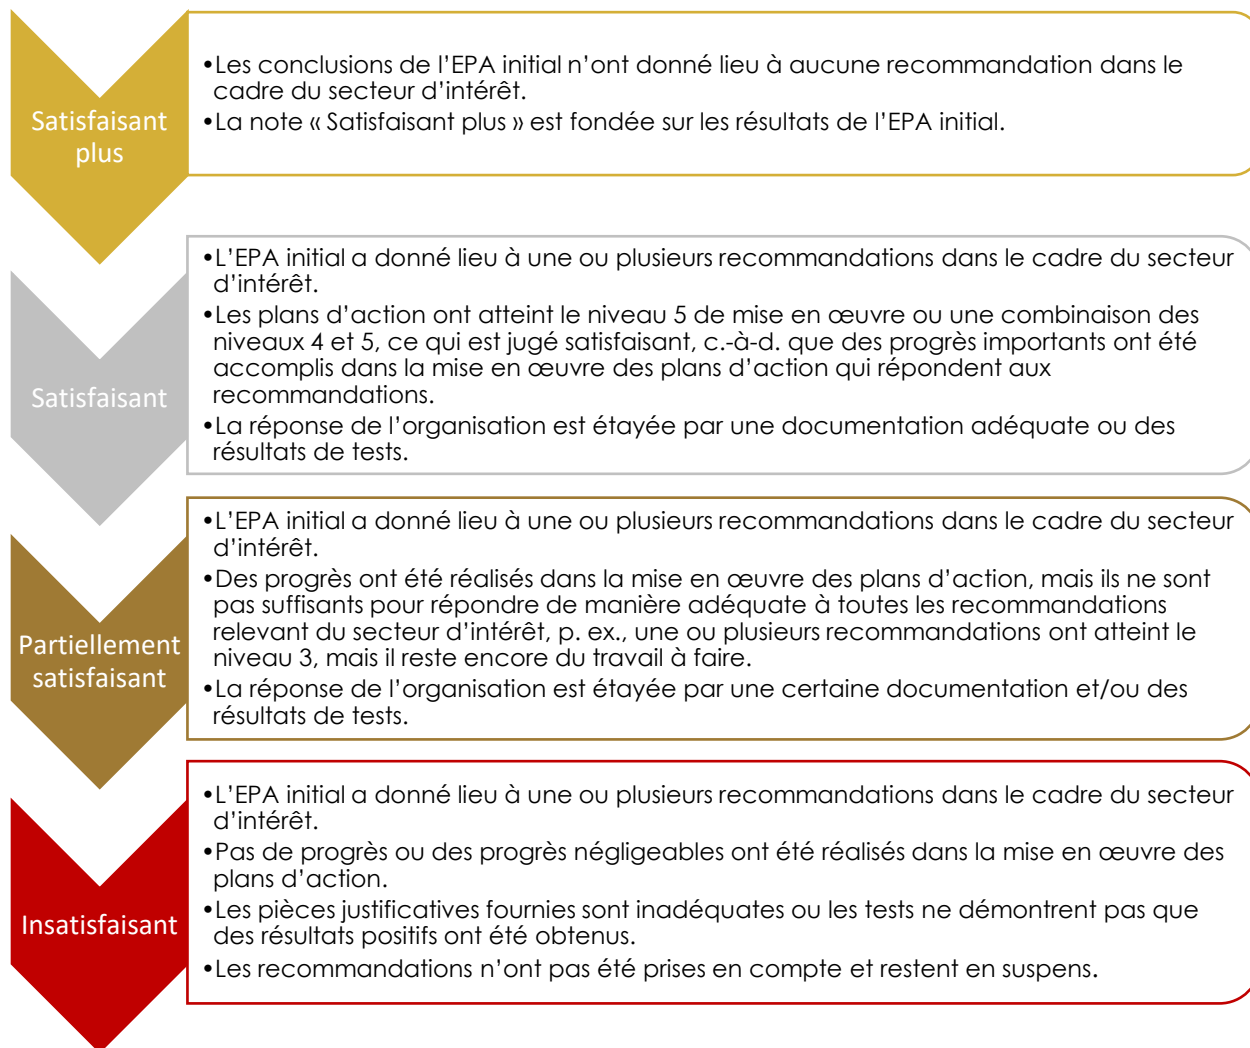 Satisfaisant
plus
•Les conclusions de l’EPA initial n’ont donné lieu à aucune recommandation dans le
cadre du secteur d’intérêt.
•La note « Satisfaisant plus » est fondée sur les résultats de l’EPA initial.
Satisfaisant
•L’EPA initial a donné lieu à une ou plusieurs recommandations dans le cadre du secteur
d’intérêt.
•Les plans d’action ont atteint le niveau 5 de mise en œuvre ou une combinaison des
niveaux 4 et 5, ce qui est jugé satisfaisant, c.-à-d. que des progrès importants ont été
accomplis dans la mise en œuvre des plans d’action qui répondent aux
recommandations.
•La réponse de l’organisation est étayée par une documentation adéquate ou des
résultats de tests.
Partiellement
satisfaisant
•L’EPA initial a donné lieu à une ou plusieurs recommandations dans le cadre du secteur
d’intérêt.
•Des progrès ont été réalisés dans la mise en œuvre des plans d’action, mais ils ne sont
pas suffisants pour répondre de manière adéquate à toutes les recommandations
relevant du secteur d’intérêt, p. ex., une ou plusieurs recommandations ont atteint le
niveau 3, mais il reste encore du travail à faire.
•La réponse de l’organisation est étayée par une certaine documentation et/ou des
résultats de tests.
Insatisfaisant
•L’EPA initial a donné lieu à une ou plusieurs recommandations dans le cadre du secteur
d’intérêt.
•Pas de progrès ou des progrès négligeables ont été réalisés dans la mise en œuvre des
plans d’action.
•Les pièces justificatives fournies sont inadéquates ou les tests ne démontrent pas que
des résultats positifs ont été obtenus.
•Les recommandations n’ont pas été prises en compte et restent en suspens.